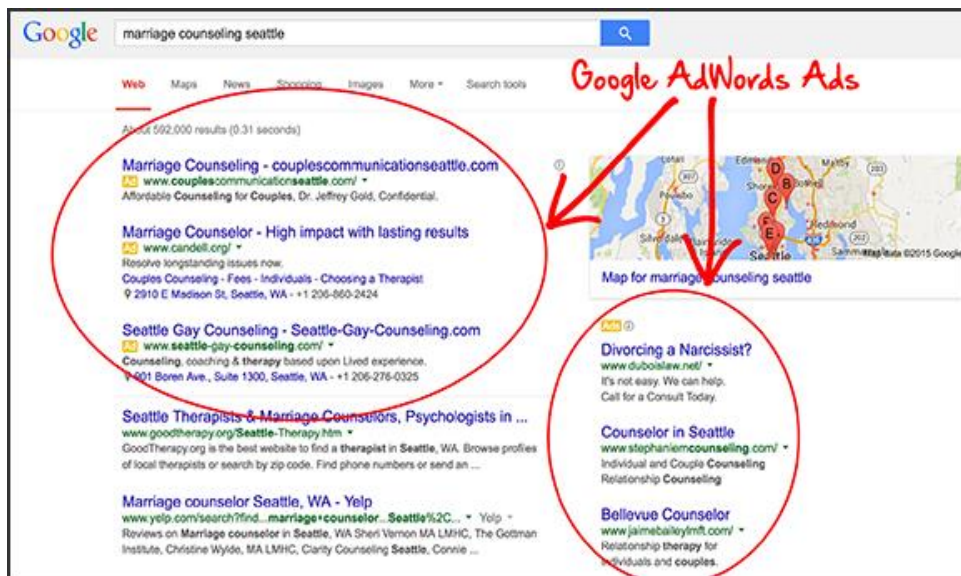 Google
marriage counseling seattle
Web Maps News Shopping Images More Search tools
Google AdWords Ads
About 592,000 results (0.31 seconds)
Marriage Counseling - couplescommunicationseattle.com
Ad www.couplescommunicationseattle.com/
Affordable Counseling for Couples, Dr. Jeffrey Gold, Confidential.
Marriage Counselor - High impact with lasting results
Ad www.candell.org/
Resolve longstanding issues now.
Couples Counseling - Fees - Individuals - Choosing a Therapist
2910 E Madison St, Seattle, WA - +1 206-860-2424
Seattle Gay Counseling - Seattle-Gay-Counseling.com
Ad www.seattle-gay-counseling.com/
Counseling, coaching & therapy based upon Lived experience.
901 Boren Ave., Suite 1300, Seattle, WA - +1 206-276-0325
Seattle Therapists & Marriage Counselors, Psychologists in ...
www.goodtherapy.org/Seattle-Therapy.htm
GoodTherapy.org is the best website to find a therapist in Seattle, WA. Browse profiles
of local therapists or search by zip code. Find phone numbers or send an ...
Marriage counselor Seattle, WA - Yelp
www.yelp.com/search?find...marriage+counselor...Seattle%2C... Yelp
Reviews on Marriage counselor in Seattle, WA Sheri Vernon MA LMHC, The Gottman
Institute, Christine Wylde, MA LMHC, Clarity Counseling Seattle, Connie ...
Edmonds
Maltby
D
B
C
E
Redmond
Silverdale
Seattle
Sammamish
Map data ©2015 Google
Map for marriage counseling seattle
Ads
Divorcing a Narcissist?
www.duboislaw.net/
It's not easy. We can help.
Call for a Consult Today.
Counselor in Seattle
www.stephaniemcounseling.com/
Individual and Couple Counseling
Relationship Counseling
Bellevue Counselor
www.jaimebaileylmft.com/
Relationship therapy for
individuals and couples.